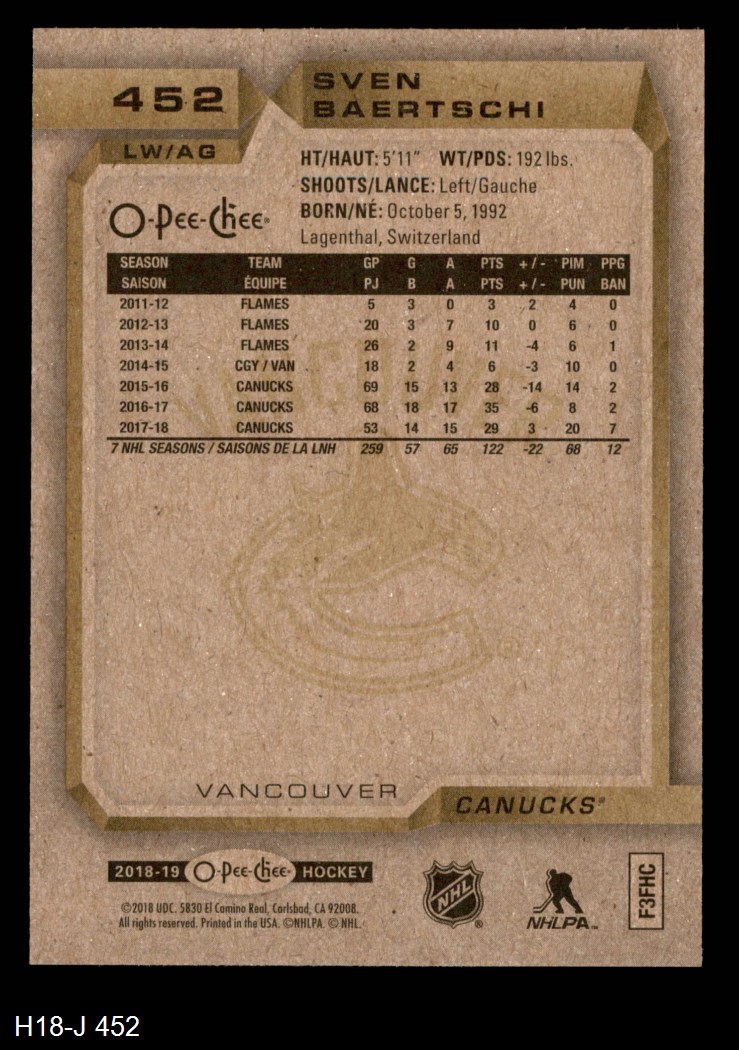 452
SVEN
BAERTSCHI
LW/AG
HT/HAUT: 5'11" WT/PDS: 192 lbs.
SHOOTS/LANCE: Left/Gauche
BORN/NÉ: October 5, 1992
Lagenthal, Switzerland
O-Pee-Chee
SEASON TEAM GP G A PTS +/- PIM PPG
SAISON ÉQUIPE PJ B A PTS +/- PUN BAN
2011-12 FLAMES 5 3 0 3 2 4 0
2012-13 FLAMES 20 3 7 10 0 6 0
2013-14 FLAMES 26 2 9 11 -4 6 1
2014-15 CGY / VAN 18 2 4 6 -3 10 0
2015-16 CANUCKS 69 15 13 28 -14 14 2
2016-17 CANUCKS 68 18 17 35 -6 8 2
2017-18 CANUCKS 53 14 15 29 3 20 7
7 NHL SEASONS / SAISONS DE LA LNH 259 57 65 122 -22 68 12
VANCOUVER
CANUCKS
2018-19 O-Pee-Chee HOCKEY
©2018 UDC. 5830 El Camino Real, Carlsbad, CA 92008.
All rights reserved. Printed in the USA. ©NHLPA. © NHL.
NHL
NHLPA
F3FHC
H18-J 452